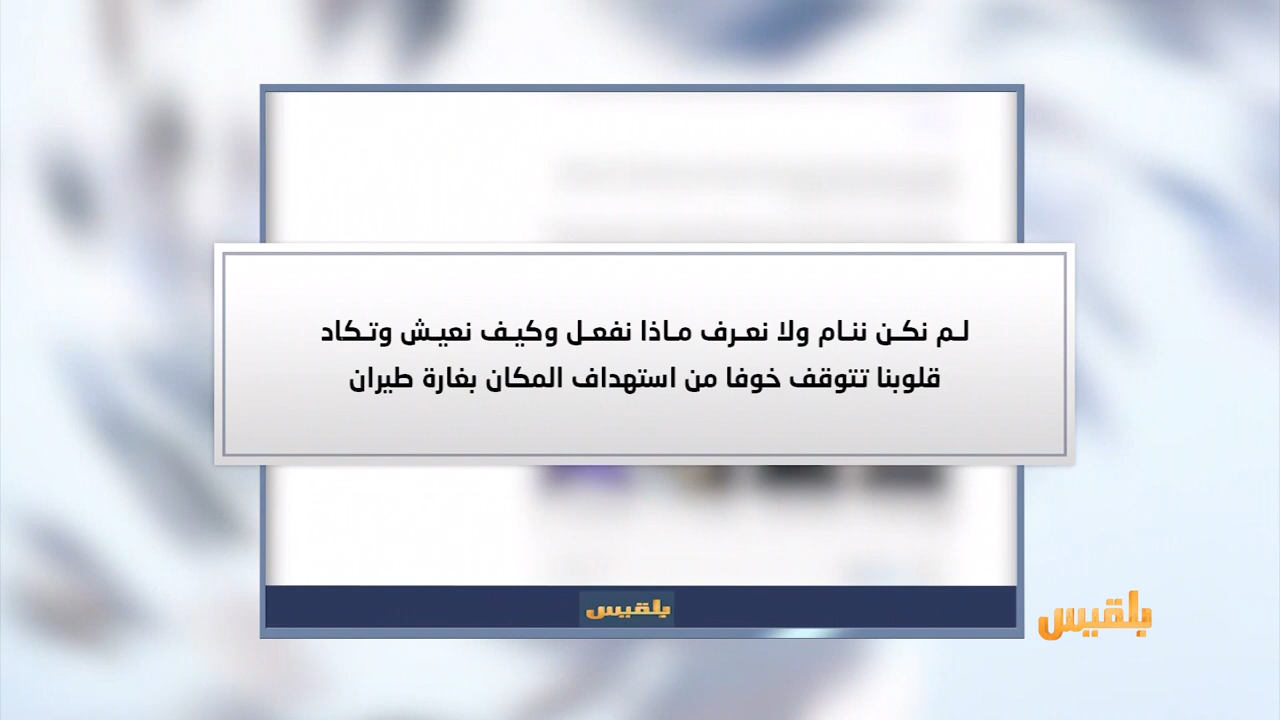 لم نكن ننام ولا نعرف ماذا نفعل وكيف نعيش وتكاد
قلوبنا تتوقف خوفا من استهداف المكان بغارة طيران
بلقيس
بلقيس